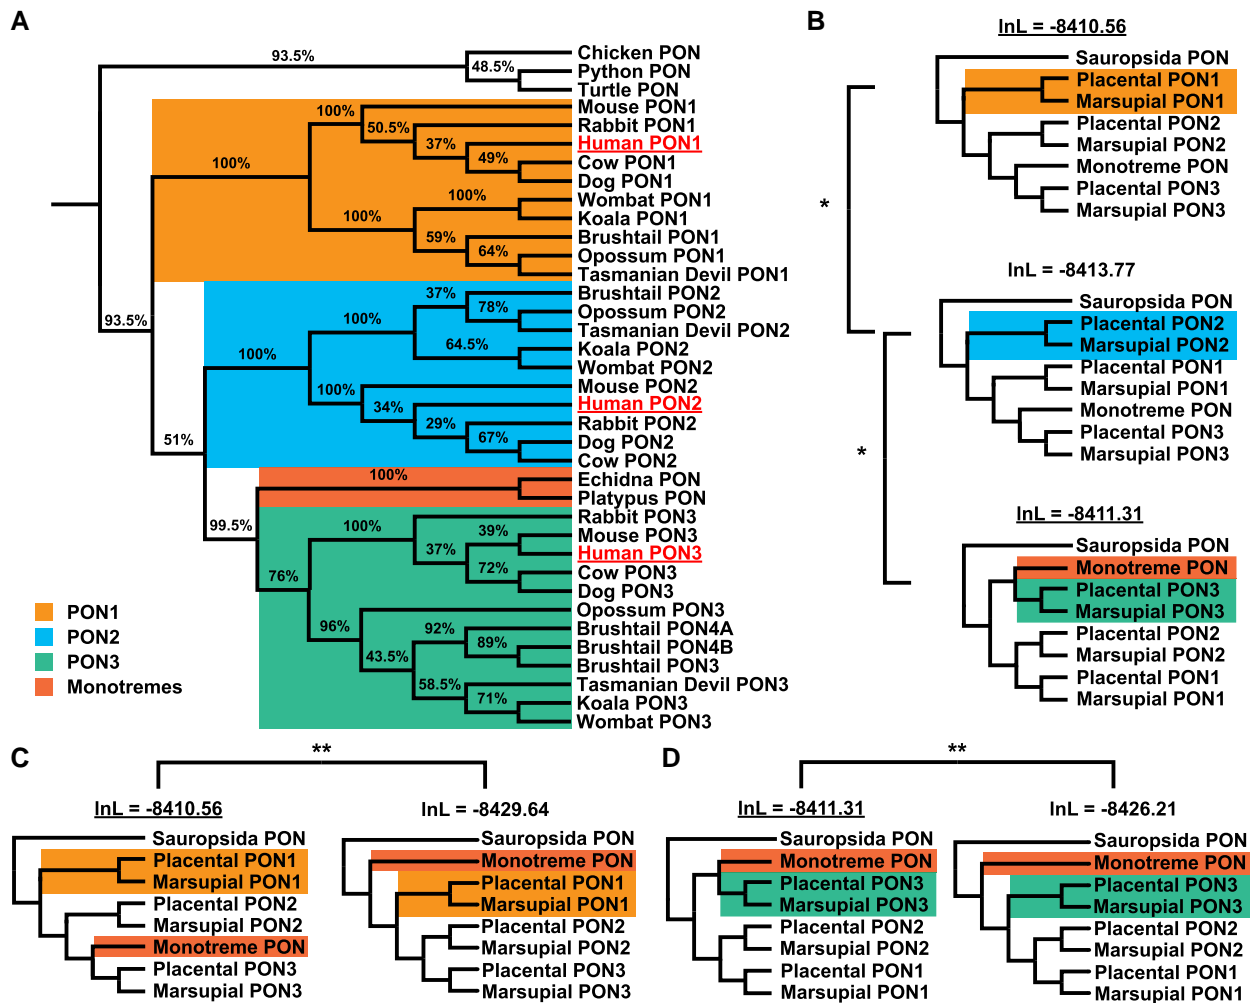 A
93.5%
48.5%
Chicken PON
Python PON
Turtle PON
Mouse PON1
Rabbit PON1
Human PON1
Cow PON1
Dog PON1
Wombat PON1
Koala PON1
Brushtail PON1
Opossum PON1
Tasmanian Devil PON1
Brushtail PON2
Opossum PON2
Tasmanian Devil PON2
Koala PON2
Wombat PON2
Mouse PON2
Human PON2
Rabbit PON2
Dog PON2
Cow PON2
Echidna PON
Platypus PON
Rabbit PON3
Mouse PON3
Human PON3
Cow PON3
Dog PON3
Opossum PON3
Brushtail PON4A
Brushtail PON4B
Brushtail PON3
Tasmanian Devil PON3
Koala PON3
Wombat PON3
100%
50.5%
37%
49%
100%
100%
100%
59%
64%
93.5%
37%
78%
100%
64.5%
100%
100%
34%
29%
67%
51%
100%
99.5%
100%
39%
37%
72%
76%
96%
92%
89%
43.5%
58.5%
71%
PON1
PON2
PON3
Monotremes
B
lnL = -8410.56
Sauropsida PON
Placental PON1
Marsupial PON1
Placental PON2
Marsupial PON2
Monotreme PON
Placental PON3
Marsupial PON3
*
lnL = -8413.77
Sauropsida PON
Placental PON2
Marsupial PON2
Placental PON1
Marsupial PON1
Monotreme PON
Placental PON3
Marsupial PON3
*
lnL = -8411.31
Sauropsida PON
Monotreme PON
Placental PON3
Marsupial PON3
Placental PON2
Marsupial PON2
Placental PON1
Marsupial PON1
C
**
lnL = -8410.56
Sauropsida PON
Placental PON1
Marsupial PON1
Placental PON2
Marsupial PON2
Monotreme PON
Placental PON3
Marsupial PON3
lnL = -8429.64
Sauropsida PON
Monotreme PON
Placental PON1
Marsupial PON1
Placental PON2
Marsupial PON2
Placental PON3
Marsupial PON3
D
**
lnL = -8411.31
Sauropsida PON
Monotreme PON
Placental PON3
Marsupial PON3
Placental PON2
Marsupial PON2
Placental PON1
Marsupial PON1
lnL = -8426.21
Sauropsida PON
Monotreme PON
Placental PON3
Marsupial PON3
Placental PON2
Marsupial PON2
Placental PON1
Marsupial PON1